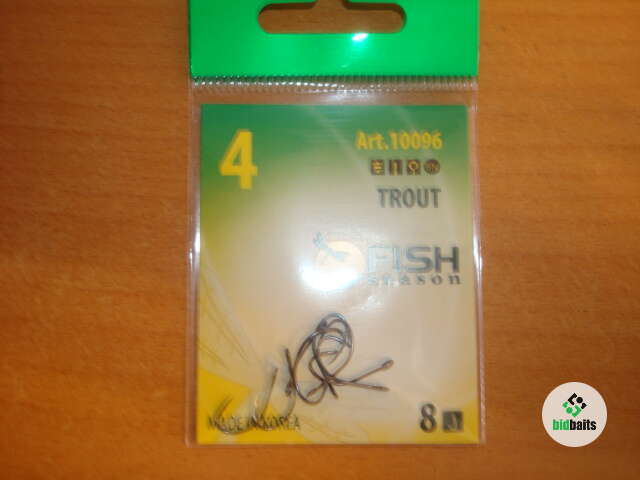 4
Art.10096
TROUT
FISH
season
MADE IN KOREA
8
bidbaits